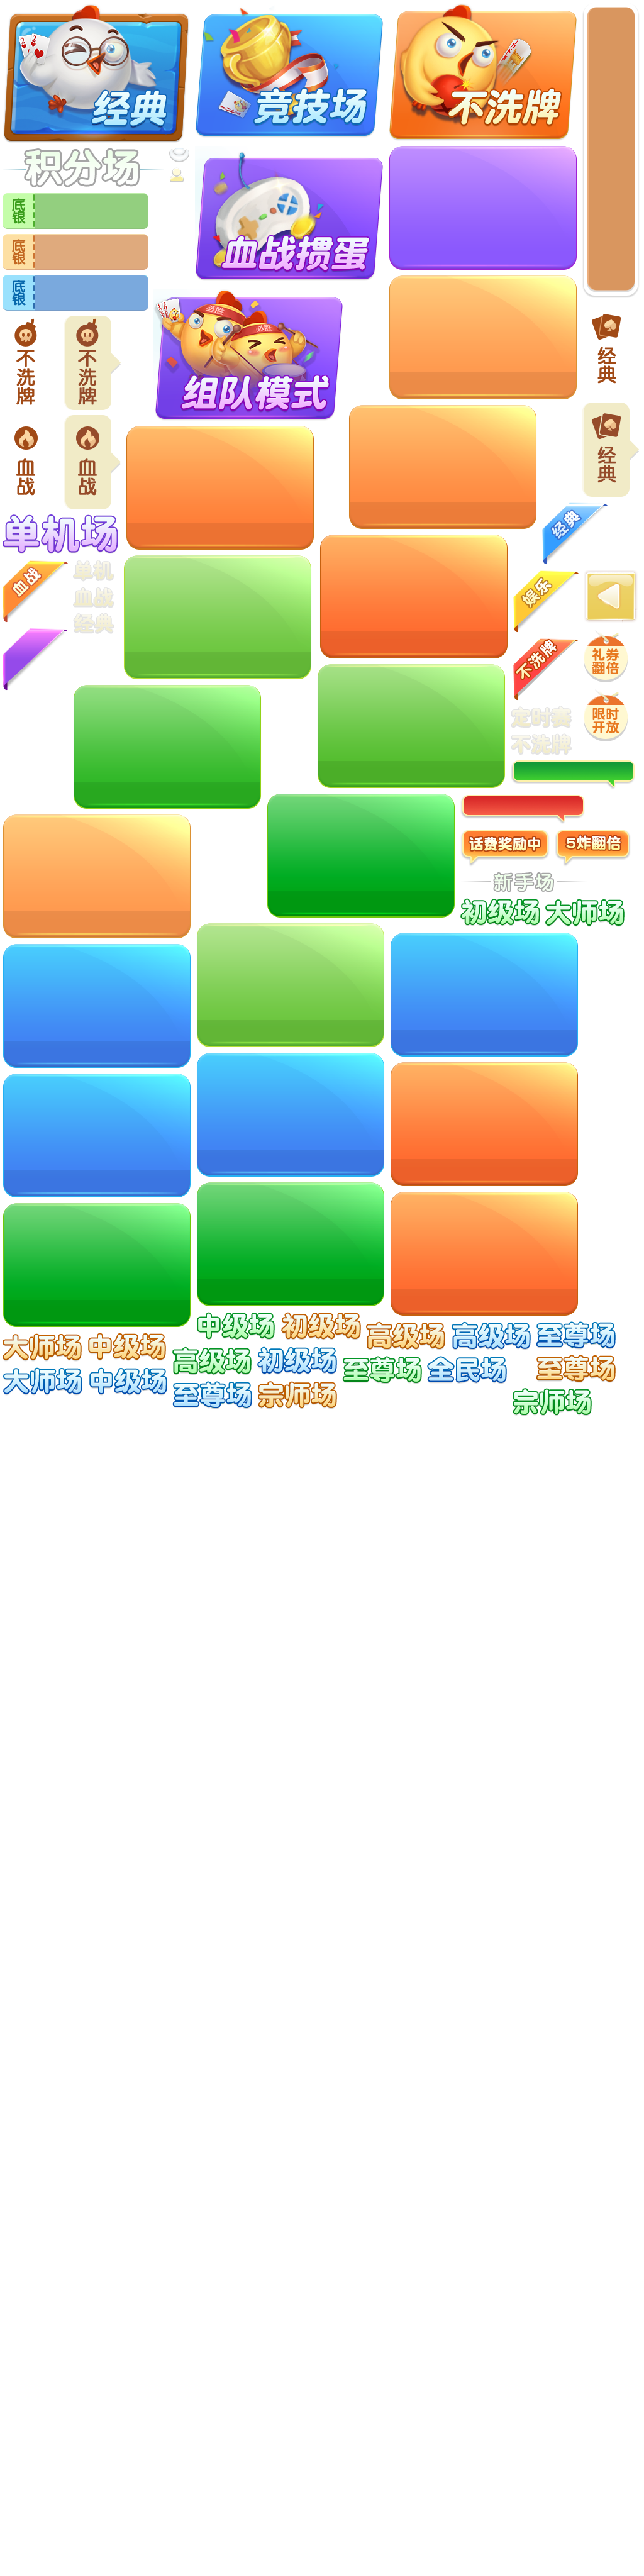 经典
竞技场
不洗牌
积分场
底银
底银
底银
血战掼蛋
必胜
必胜
组队模式
不洗牌
不洗牌
经典
血战
血战
经典
单机场
经典
血战
单机
血战
经典
娱乐
不洗牌
礼券
翻倍
定时赛
不洗牌
限时
开放
话费奖励中
5炸翻倍
新手场
初级场
大师场
中级场
初级场
高级场
高级场
至尊场
大师场
中级场
高级场
初级场
至尊场
全民场
至尊场
大师场
中级场
至尊场
宗师场
宗师场